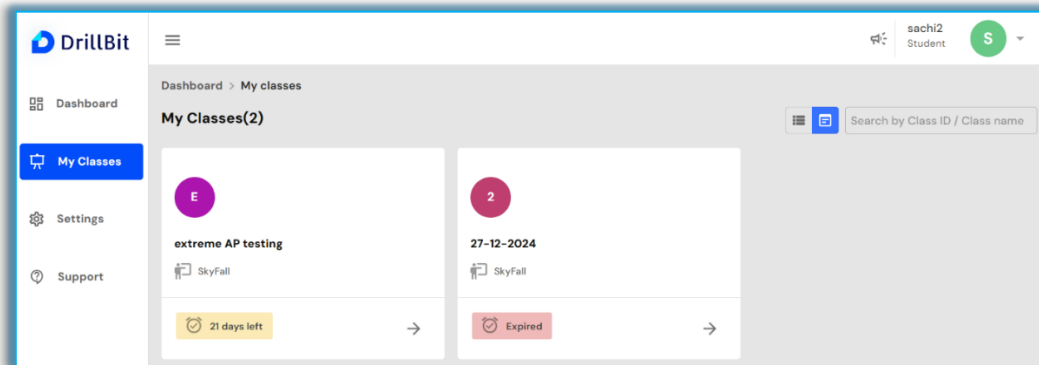 DrillBit
sachi2
Student
S
Dashboard > My classes
Dashboard
My Classes(2)
Search by Class ID / Class name
My Classes
E
2
Settings
extreme AP testing
27-12-2024
SkyFall
SkyFall
Support
21 days left
Expired